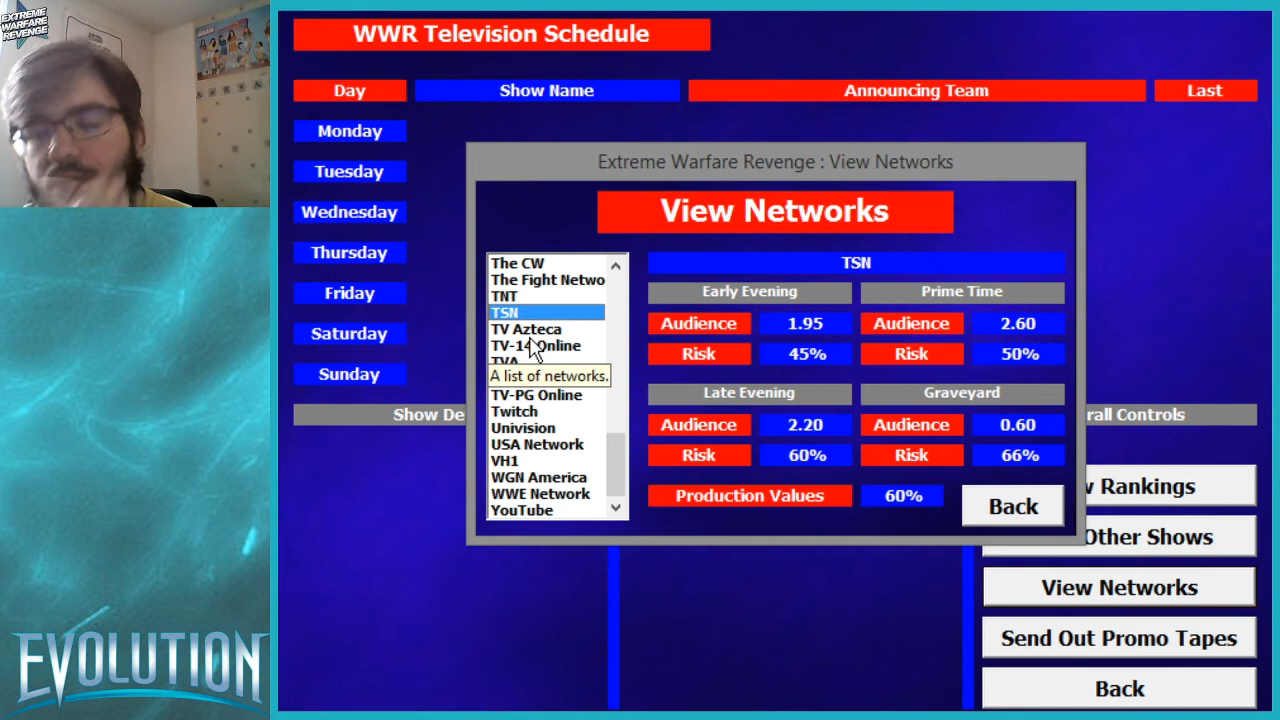 EXTREME
WARFARE
REVENGE
WWR Television Schedule
Day
Show Name
Announcing Team
Last
Monday
Tuesday
Wednesday
Thursday
Friday
Saturday
Sunday
Show De
rall Controls
Extreme Warfare Revenge : View Networks
View Networks
The CW
The Fight Netwo
TNT
TSN
TV Azteca
TV-14 Online
TVA
A list of networks.
TV-PG Online
Twitch
Univision
USA Network
VH1
WGN America
WWE Network
YouTube
TSN
Early Evening
Prime Time
Audience 1.95 Audience 2.60
Risk 45% Risk 50%
Late Evening
Graveyard
Audience 2.20 Audience 0.60
Risk 60% Risk 66%
Production Values 60%
Back
w Rankings
Other Shows
View Networks
Send Out Promo Tapes
Back
EVOLUTION